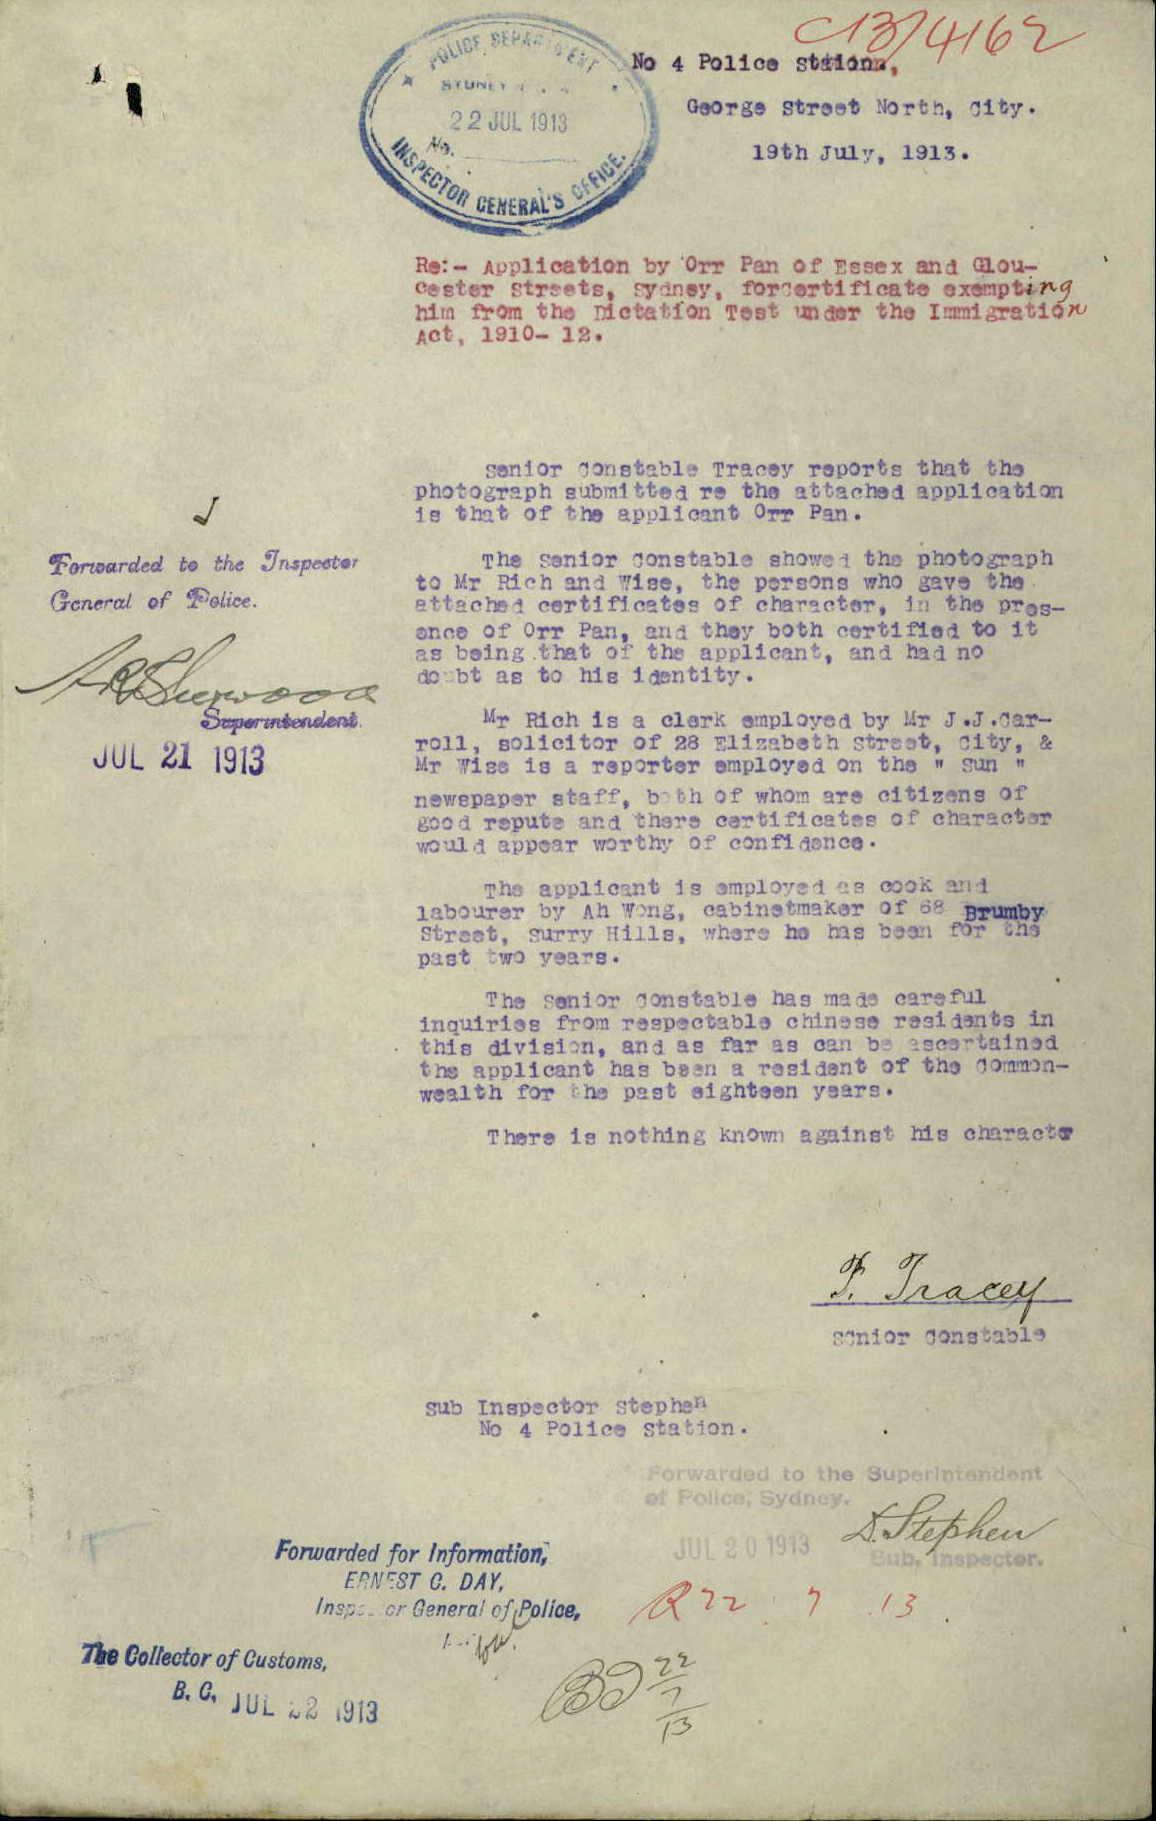 C13/4162
POLICE DEPARTMENT
SYDNEY N.S.W
22 JUL 1913
No.
INSPECTOR GENERAL'S OFFICE.
No 4 Police station,
George Street North, City.
19th July, 1913.
Re:- Application by Orr Pan of Essex and Glou-
cester Streets, Sydney, forcertificate exempting
him from the Dictation Test under the Immigration
Act, 1910- 12.
Senior Constable Tracey reports that the
photograph submitted re the attached application
is that of the applicant Orr Pan.
The Senior Constable showed the photograph
to Mr Rich and Wise, the persons who gave the
attached certificates of character, in the pres-
ence of Orr Pan, and they both certified to it
as being that of the applicant, and had no
doubt as to his identity.
Mr Rich is a clerk employed by Mr J.J.Car-
roll, solicitor of 28 Elizabeth Street, City, &
Mr Wise is a reporter employed on the " Sun "
newspaper staff, both of whom are citizens of
good repute and there certificates of character
would appear worthy of confidence.
The applicant is employed as cook and
labourer by Ah Wong, cabinetmaker of 68 Brumby
Street, Surry Hills, where he has been for the
past two years.
The Senior Constable has made careful
inquiries from respectable Chinese residents in
this division, and as far as can be ascertained
the applicant has been a resident of the Common-
wealth for the past eighteen years.
There is nothing known against his character
F. Tracey
Senior Constable
Forwarded to the Inspector
General of Police.
Superintendent.
JUL 21 1913
Sub Inspector Stephen
No 4 Police Station.
Forwarded to the Superintendent
of Police, Sydney.
JUL 20 1913
D. Stephen
Sub. Inspector.
Forwarded for Information,
ERNEST C. DAY,
Inspector General of Police,
22 . 7 . 13 .
The Collector of Customs,
B. C. JUL 22 1913
22
7
13